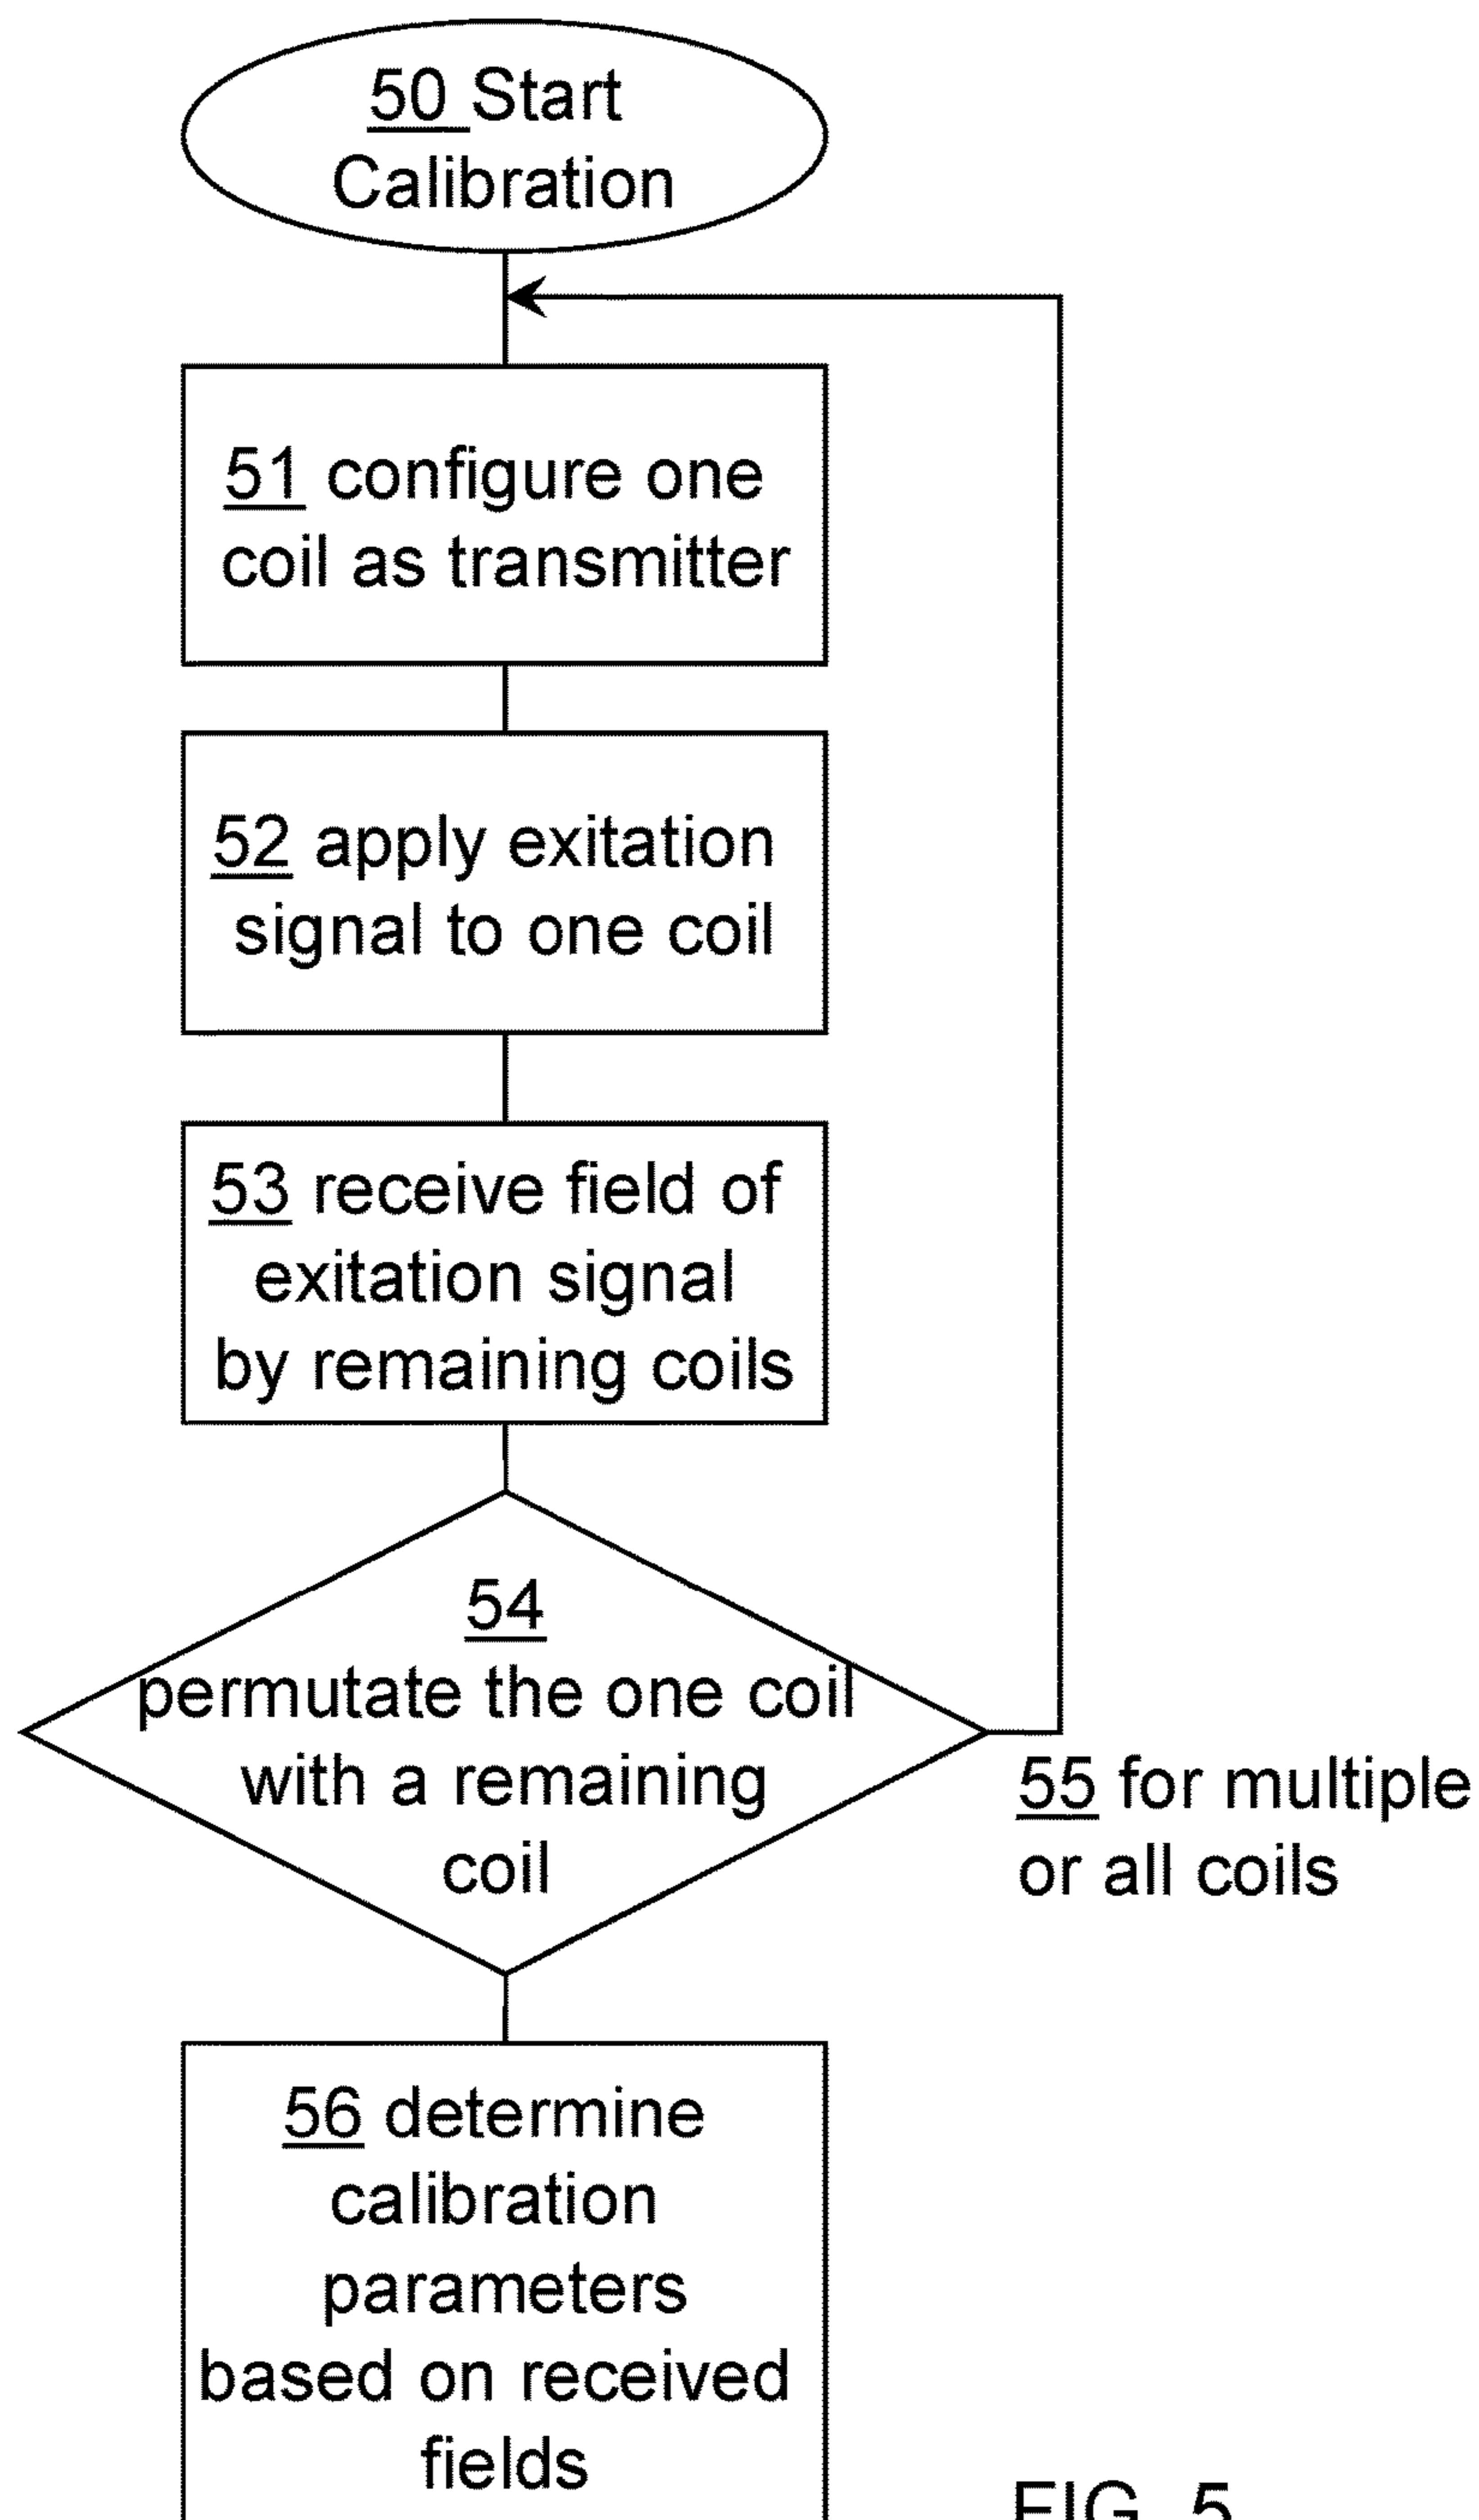 50 Start
Calibration
51 configure one
coil as transmitter
52 apply exitation
signal to one coil
53 receive field of
exitation signal
by remaining coils
54
permutate the one coil
with a remaining
coil
55 for multiple
or all coils
56 determine
calibration
parameters
based on received
fields
FIG. 5